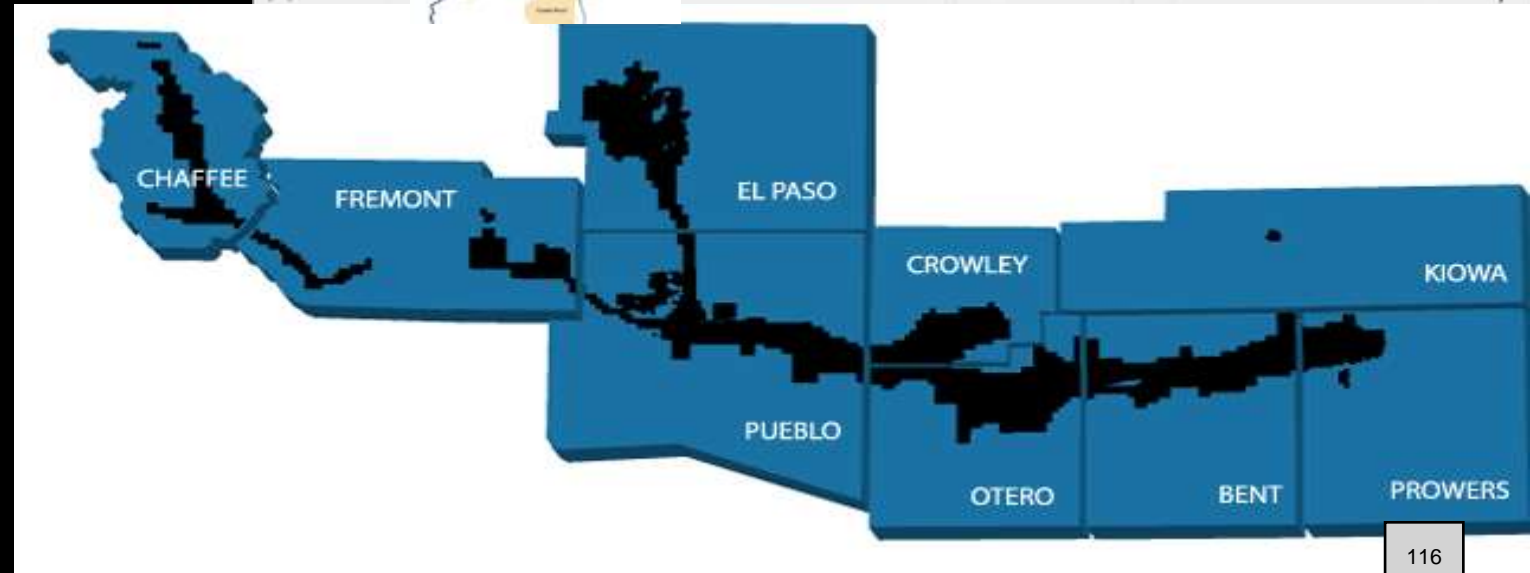 CHAFFEE
FREMONT
EL PASO
CROWLEY
KIOWA
PUEBLO
OTERO
BENT
PROWERS
116